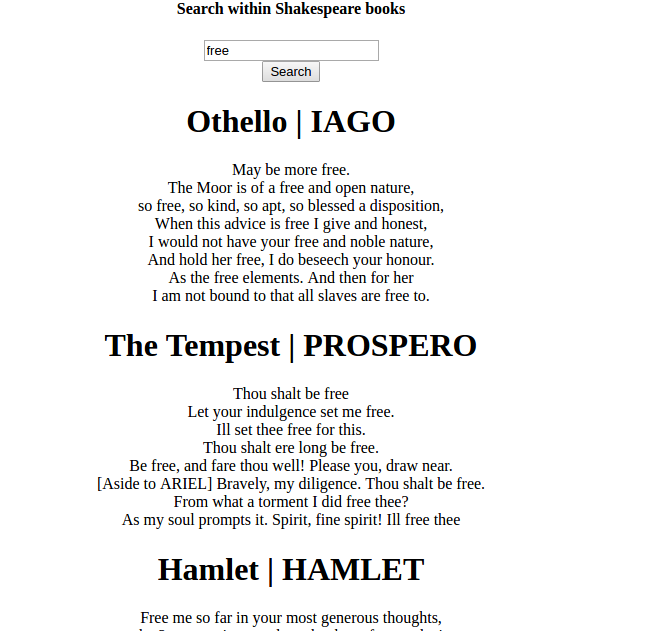 Search within Shakespeare books
free
Search
Othello | IAGO
May be more free.
The Moor is of a free and open nature,
so free, so kind, so apt, so blessed a disposition,
When this advice is free I give and honest,
I would not have your free and noble nature,
And hold her free, I do beseech your honour.
As the free elements. And then for her
I am not bound to that all slaves are free to.
The Tempest | PROSPERO
Thou shalt be free
Let your indulgence set me free.
Ill set thee free for this.
Thou shalt ere long be free.
Be free, and fare thou well! Please you, draw near.
[Aside to ARIEL] Bravely, my diligence. Thou shalt be free.
From what a torment I did free thee?
As my soul prompts it. Spirit, fine spirit! Ill free thee
Hamlet | HAMLET
Free me so far in your most generous thoughts,